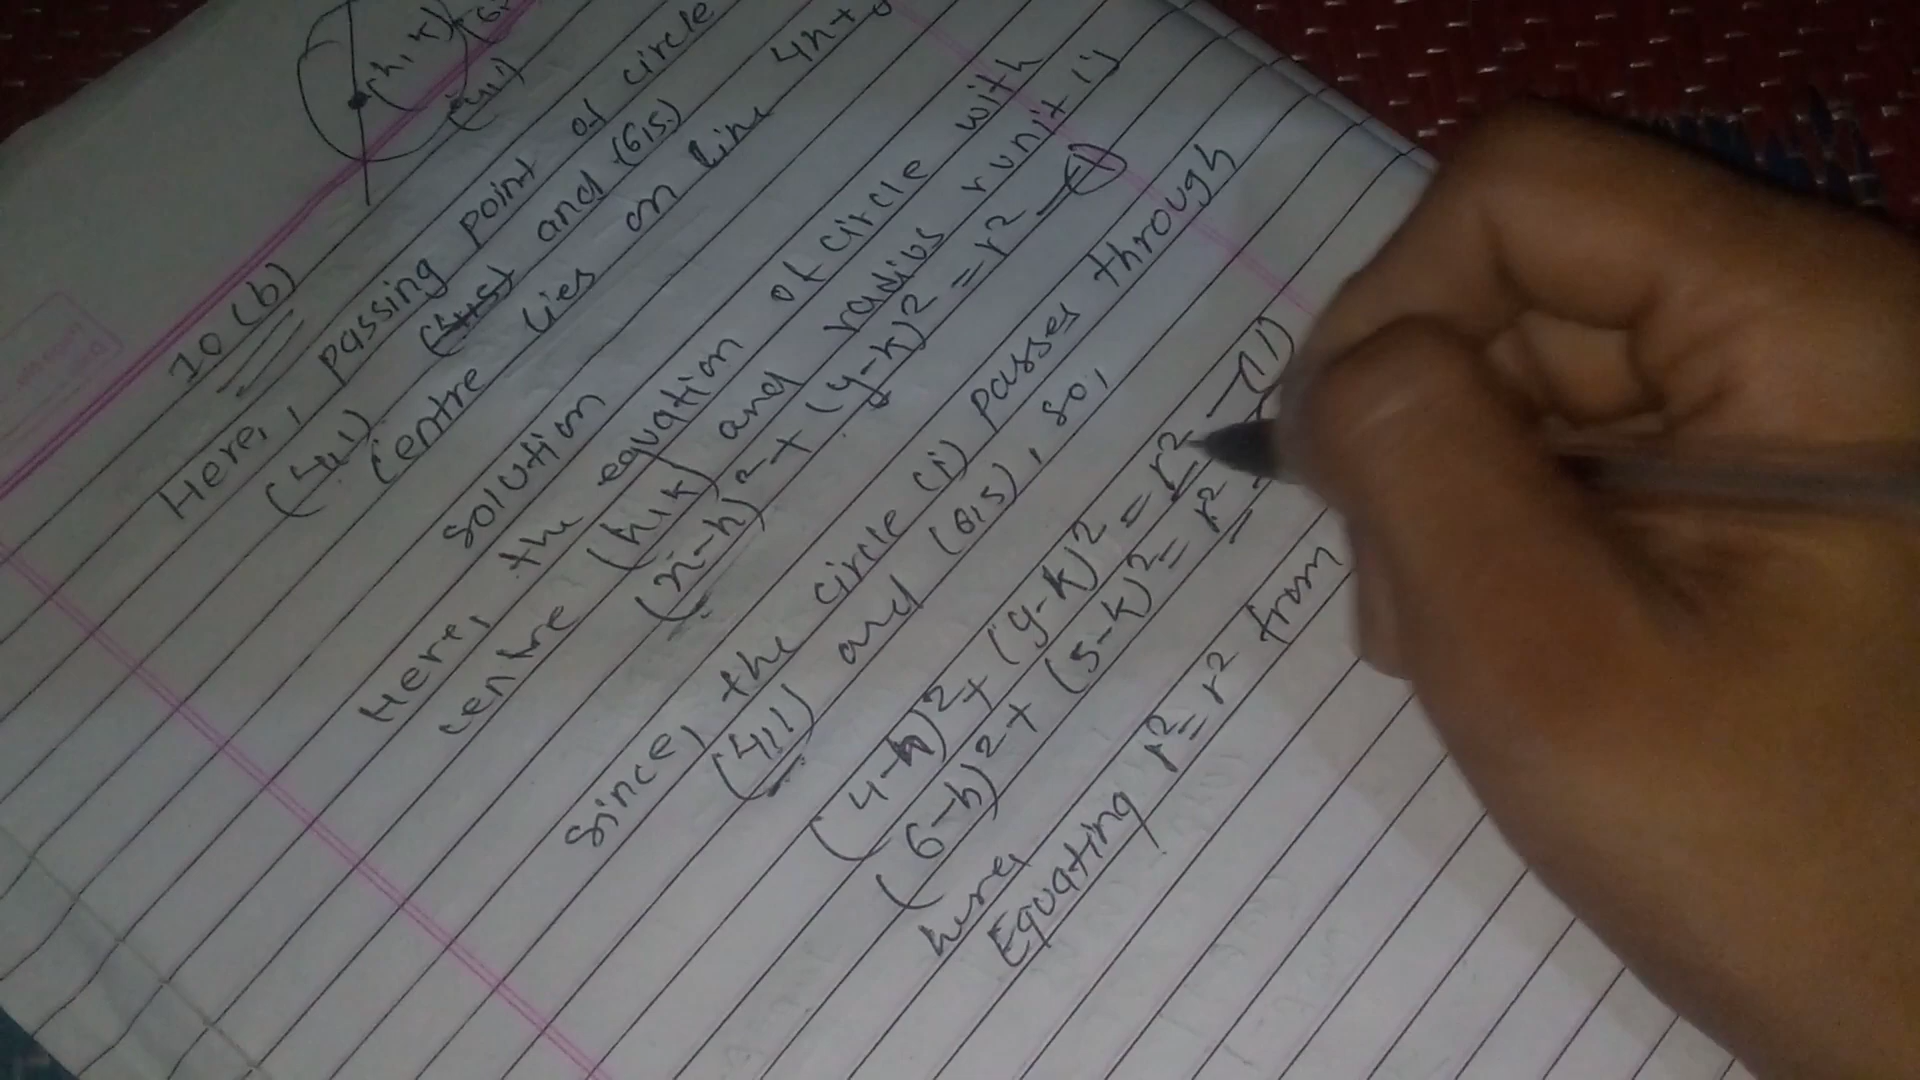 (h,k)
(4,1)
10(b)
Here, passing point of circle
(4,1) and (6,5)
Centre lies on line 4x+
solution
Here, the equation of circle with
centre (h,k) and radius r unit is
(x-h)²+(y-k)2=r2-(i)
Since, the circle (i) passes through
(4,1) and (6,5), so,
(4-h)2+(y-k)2=r2-(ii)
(6-h)2+(5-k)2=r2
here,
Equating r2=r2 from